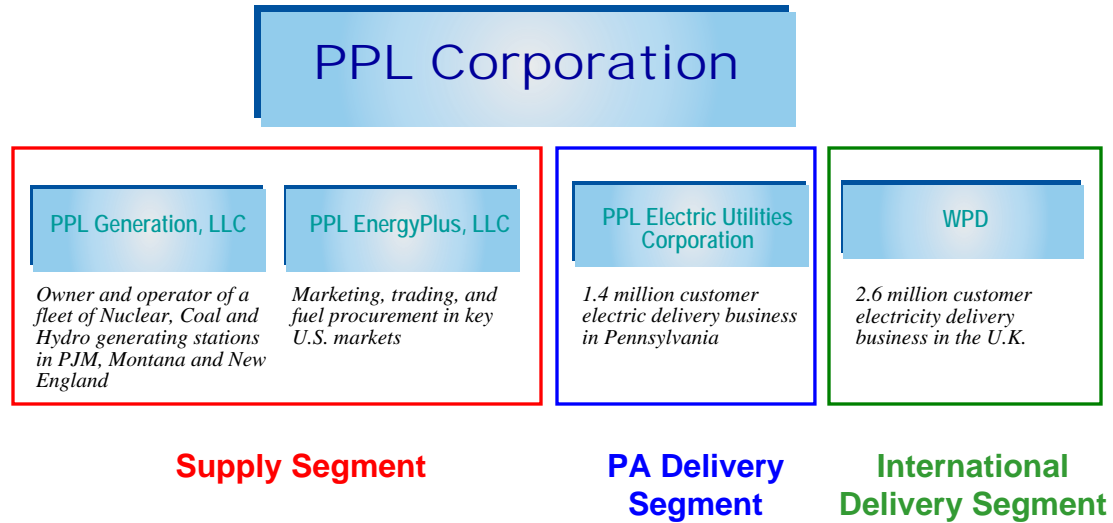 PPL Corporation
PPL Generation, LLC
Owner and operator of a
fleet of Nuclear, Coal and
Hydro generating stations
in PJM, Montana and New
England
PPL EnergyPlus, LLC
Marketing, trading, and
fuel procurement in key
U.S. markets
Supply Segment
PPL Electric Utilities
Corporation
1.4 million customer
electric delivery business
in Pennsylvania
PA Delivery
Segment
WPD
2.6 million customer
electricity delivery
business in the U.K.
International
Delivery Segment